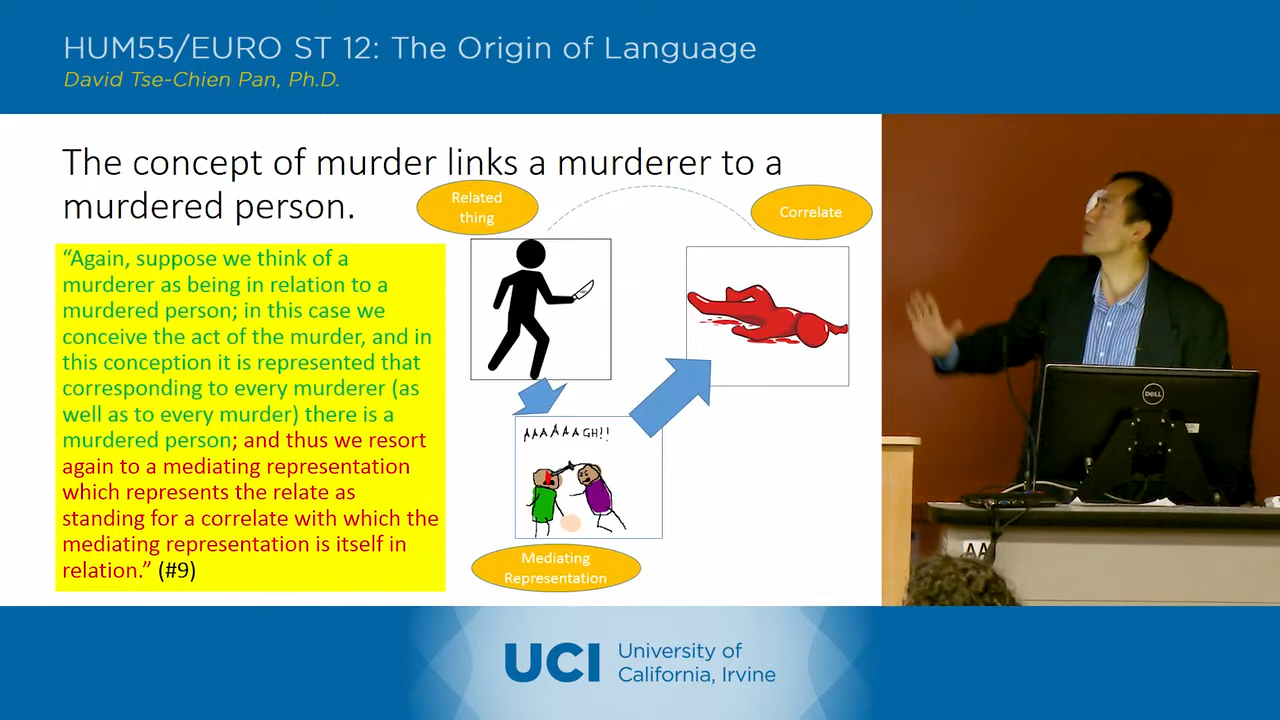 HUM55/EURO ST 12: The Origin of Language
David Tse-Chien Pan, Ph.D.
The concept of murder links a murderer to a
murdered person.
Related
thing
Correlate
“Again, suppose we think of a
murderer as being in relation to a
murdered person; in this case we
conceive the act of the murder, and in
this conception it is represented that
corresponding to every murderer (as
well as to every murder) there is a
murdered person; and thus we resort
again to a mediating representation
which represents the relate as
standing for a correlate with which the
mediating representation is itself in
relation.” (#9)
AAAAAAGH!!
Mediating
Representation
DELL
AA
UCI
University of
California, Irvine